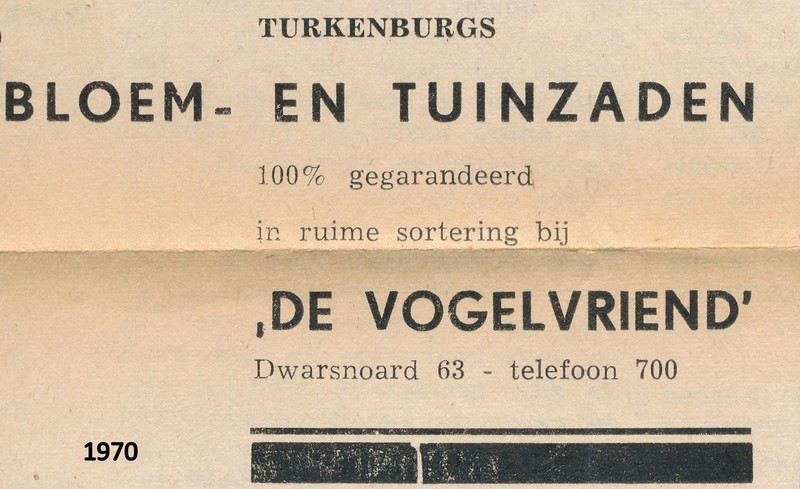 TURKENBURGS
BLOEM- EN TUINZADEN
100% gegarandeerd
in ruime sortering bij
‚DE VOGELVRIEND’
Dwarsnoard 63 - telefoon 700
1970